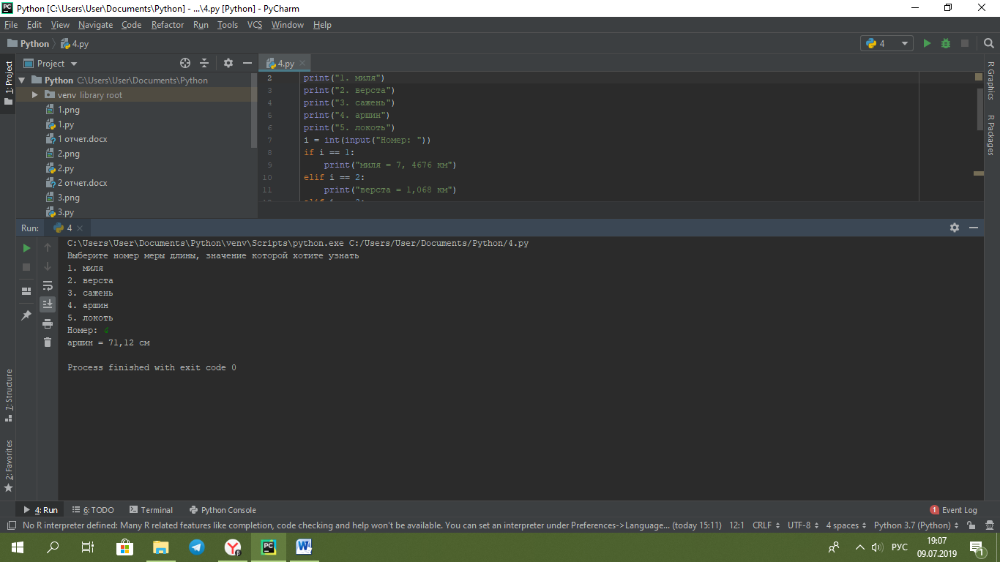 Python [C:\Users\User\Documents\Python] - ...\4.py [Python] - PyCharm
File Edit View Navigate Code Refactor Run Tools VCS Window Help
Python 4.py
4
1: Project
Project
Python C:\Users\User\Documents\Python
venv library root
1.png
1.py
1 отчет.docx
2.png
2.py
2 отчет.docx
3.png
3.py
4.py
2 print("1. миля")
3 print("2. верста")
4 print("3. сажень")
5 print("4. аршин")
6 print("5. локоть")
7 i = int(input("Номер: "))
8 if i == 1:
9 print("миля = 7, 4676 км")
10 elif i == 2:
11 print("верста = 1,068 км")
R Graphics
R Packages
Run: 4
C:\Users\User\Documents\Python\venv\Scripts\python.exe C:/Users/User/Documents/Python/4.py
Выберите номер меры длины, значение которой хотите узнать
1. миля
2. верста
3. сажень
4. аршин
5. локоть
Номер: 4
аршин = 71,12 см
Process finished with exit code 0
7: Structure
2: Favorites
4: Run 6: TODO Terminal Python Console 1 Event Log
No R interpreter defined: Many R related features like completion, code checking and help won't be available. You can set an interpreter under Preferences->Language... (today 15:11) 12:1 CRLF UTF-8 4 spaces Python 3.7 (Python)
РУС
19:07
09.07.2019
1